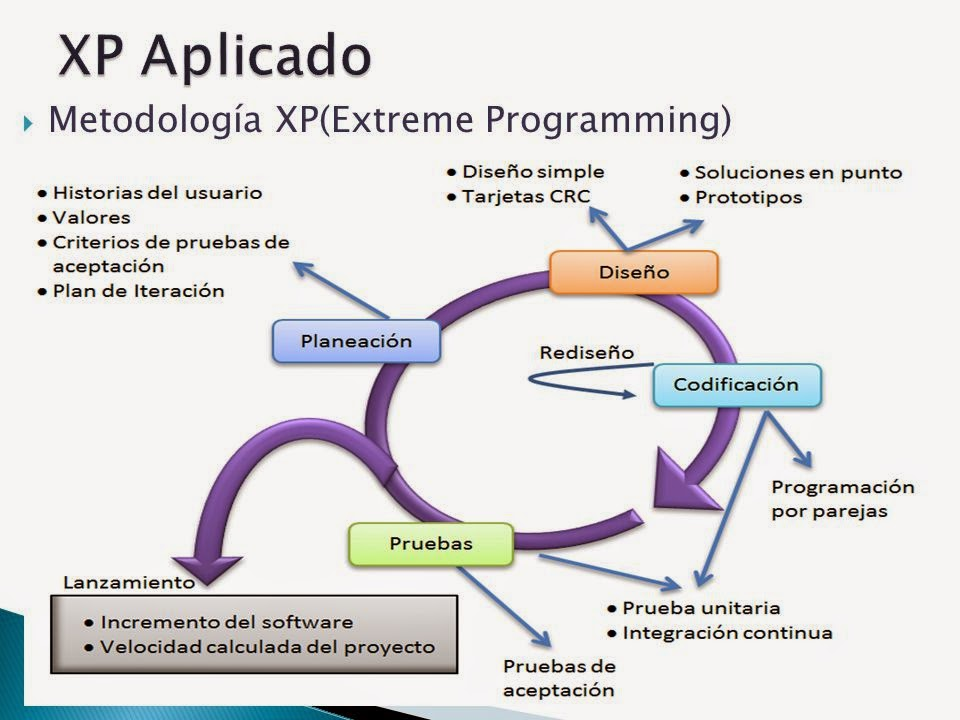 XP Aplicado
Metodología XP(Extreme Programming)
• Historias del usuario
• Valores
• Criterios de pruebas de
aceptación
• Plan de Iteración
• Diseño simple
• Tarjetas CRC
• Soluciones en punto
• Prototipos
Diseño
Planeación
Rediseño
Codificación
Programación
por parejas
Pruebas
Lanzamiento
• Incremento del software
• Velocidad calculada del proyecto
• Prueba unitaria
• Integración continua
Pruebas de
aceptación